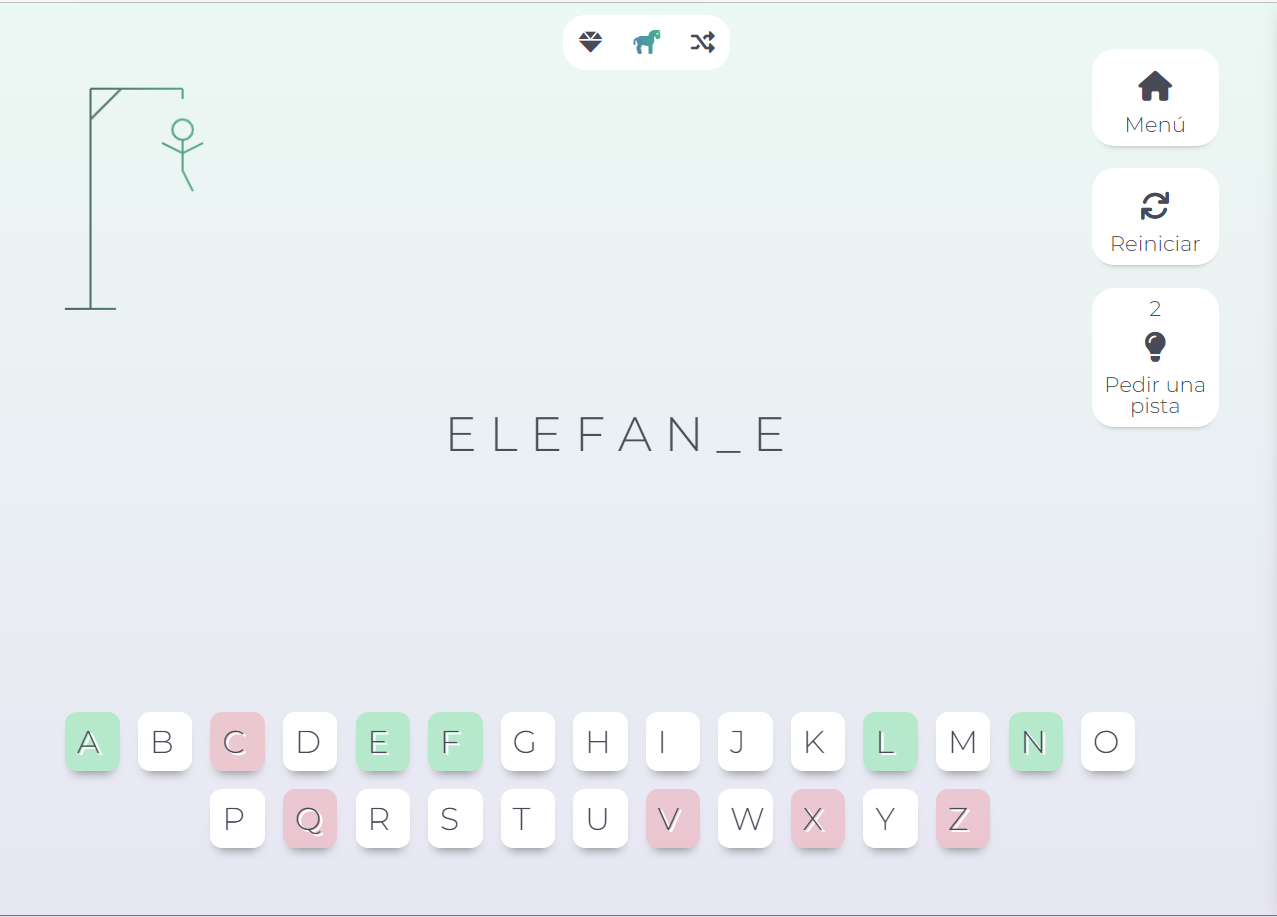 Menú
Reiniciar
2
Pedir una
pista
E L E F A N _ E
A B C D E F G H I J K L M N O
P Q R S T U V W X Y Z